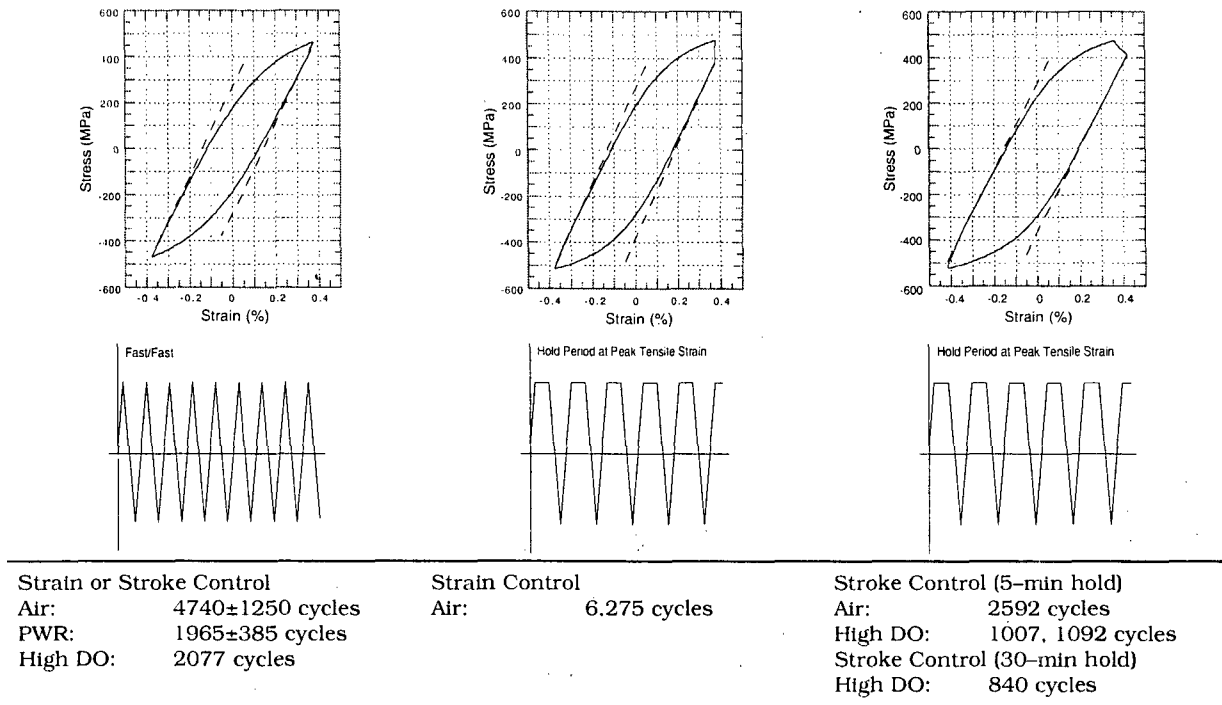 600
400
200
0
-200
-400
-600
Stress (MPa)
-0.4 -0.2 0 0.2 0.4
Strain (%)
600
400
200
0
-200
-400
-600
Stress (MPa)
-0.4 -0.2 0 0.2 0.4
Strain (%)
600
400
200
0
-200
-400
-600
Stress (MPa)
-0.4 -0.2 0 0.2 0.4
Strain (%)
Fast/Fast
Hold Period at Peak Tensile Strain
Hold Period at Peak Tensile Strain
Strain or Stroke Control
Air: 4740±1250 cycles
PWR: 1965±385 cycles
High DO: 2077 cycles
Strain Control
Air: 6.275 cycles
Stroke Control (5–min hold)
Air: 2592 cycles
High DO: 1007, 1092 cycles
Stroke Control (30–min hold)
High DO: 840 cycles